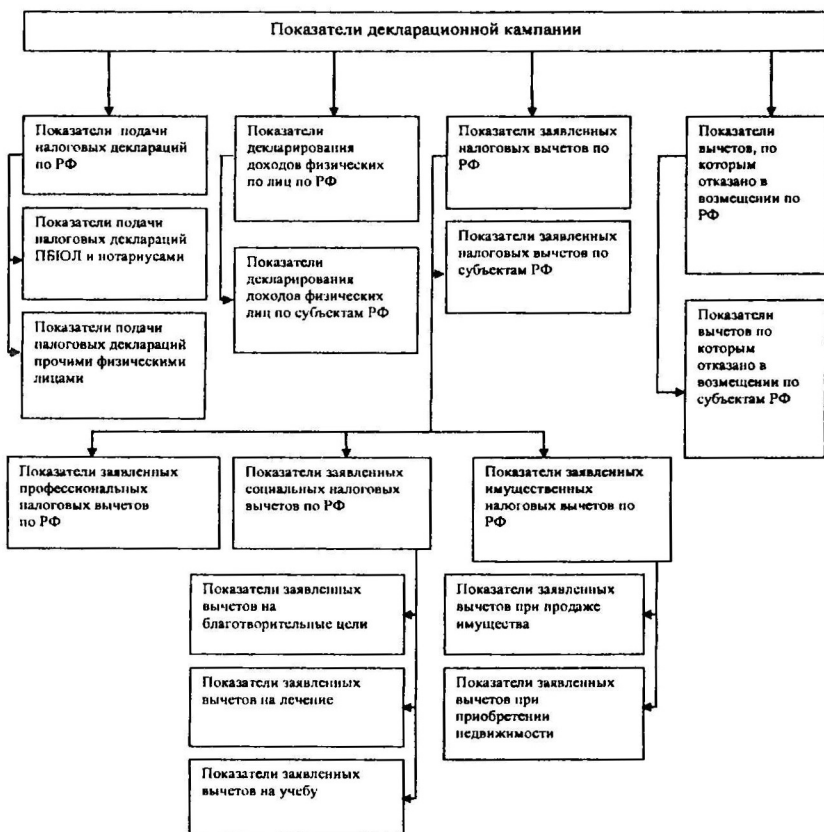 Показатели декларационной кампании
Показатели подачи
налоговых деклараций
по РФ
Показатели
декларирования
доходов физических
по лиц по РФ
Показатели заявленных
налоговых вычетов по
РФ
Показатели
вычетов, по
которым
отказано в
возмещении по
РФ
Показатели подачи
налоговых деклараций
ПБЮЛ и нотариусами
Показатели
декларирования
доходов физических
лиц по субъектам РФ
Показатели заявленных
налоговых вычетов по
субъектам РФ
Показатели
вычетов по
которым
отказано в
возмещении по
субъектам РФ
Показатели подачи
налоговых деклараций
прочими физическими
лицами
Показатели заявленных
профессиональных
налоговых вычетов
по РФ
Показатели заявленных
социальных налоговых
вычетов по РФ
Показатели заявленных
имущественных
налоговых вычетов по
РФ
Показатели заявленных
вычетов на
благотворительные цели
Показатели заявленных
вычетов при продаже
имущества
Показатели заявленных
вычетов на лечение
Показатели заявленных
вычетов при
приобретении
недвижимости
Показатели заявленных
вычетов на учебу